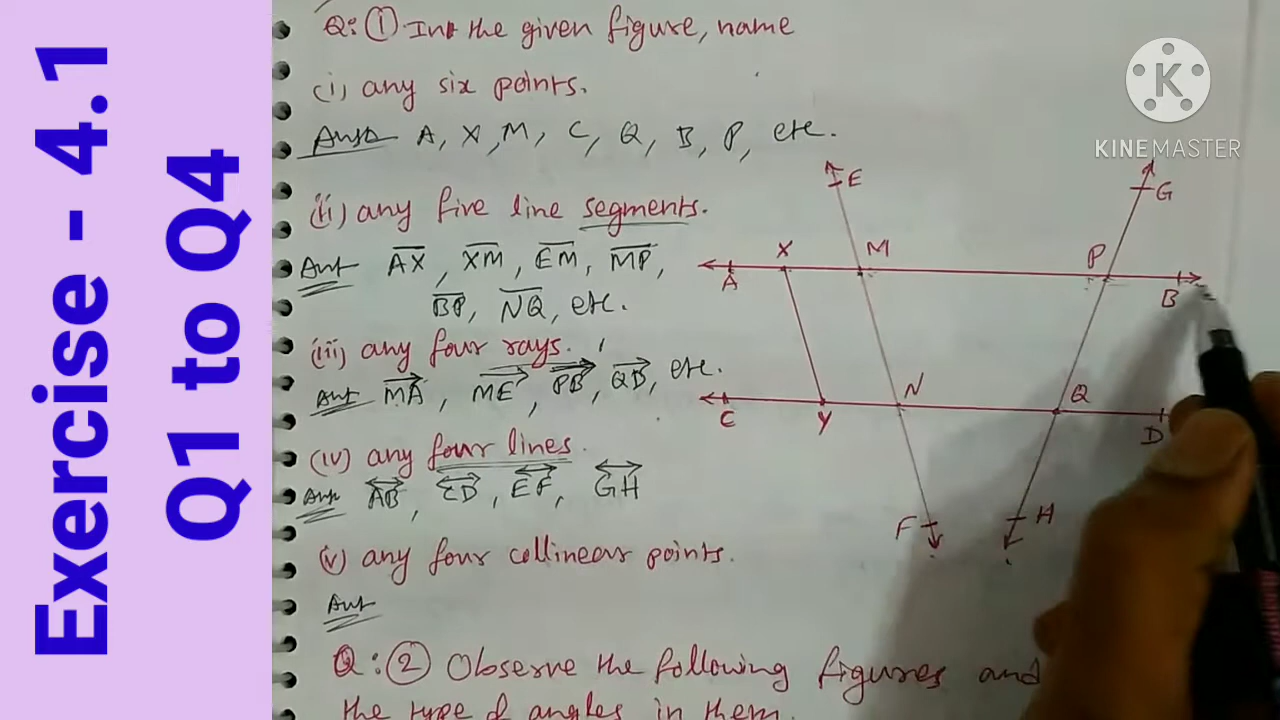 Exercise - 4.1
Q1 to Q4
Q: ① In the given figure, name
(i) any six points.
Ans A, X, M, C, Q, B, P, etc.
(ii) any five line segments.
Ans AX, XM, EM, MP,
BP, NQ, etc.
(iii) any four rays.
Ans MA, ME, PB, QD, etc.
(iv) any four lines.
Ans AB, CD, EF, GH
(v) any four collinear points.
Ans
Q: ② Observe the following figures and
the type of angles in them.
K
KINEMASTER
E
G
X
M
P
A
B
N
Q
C
Y
D
F
H